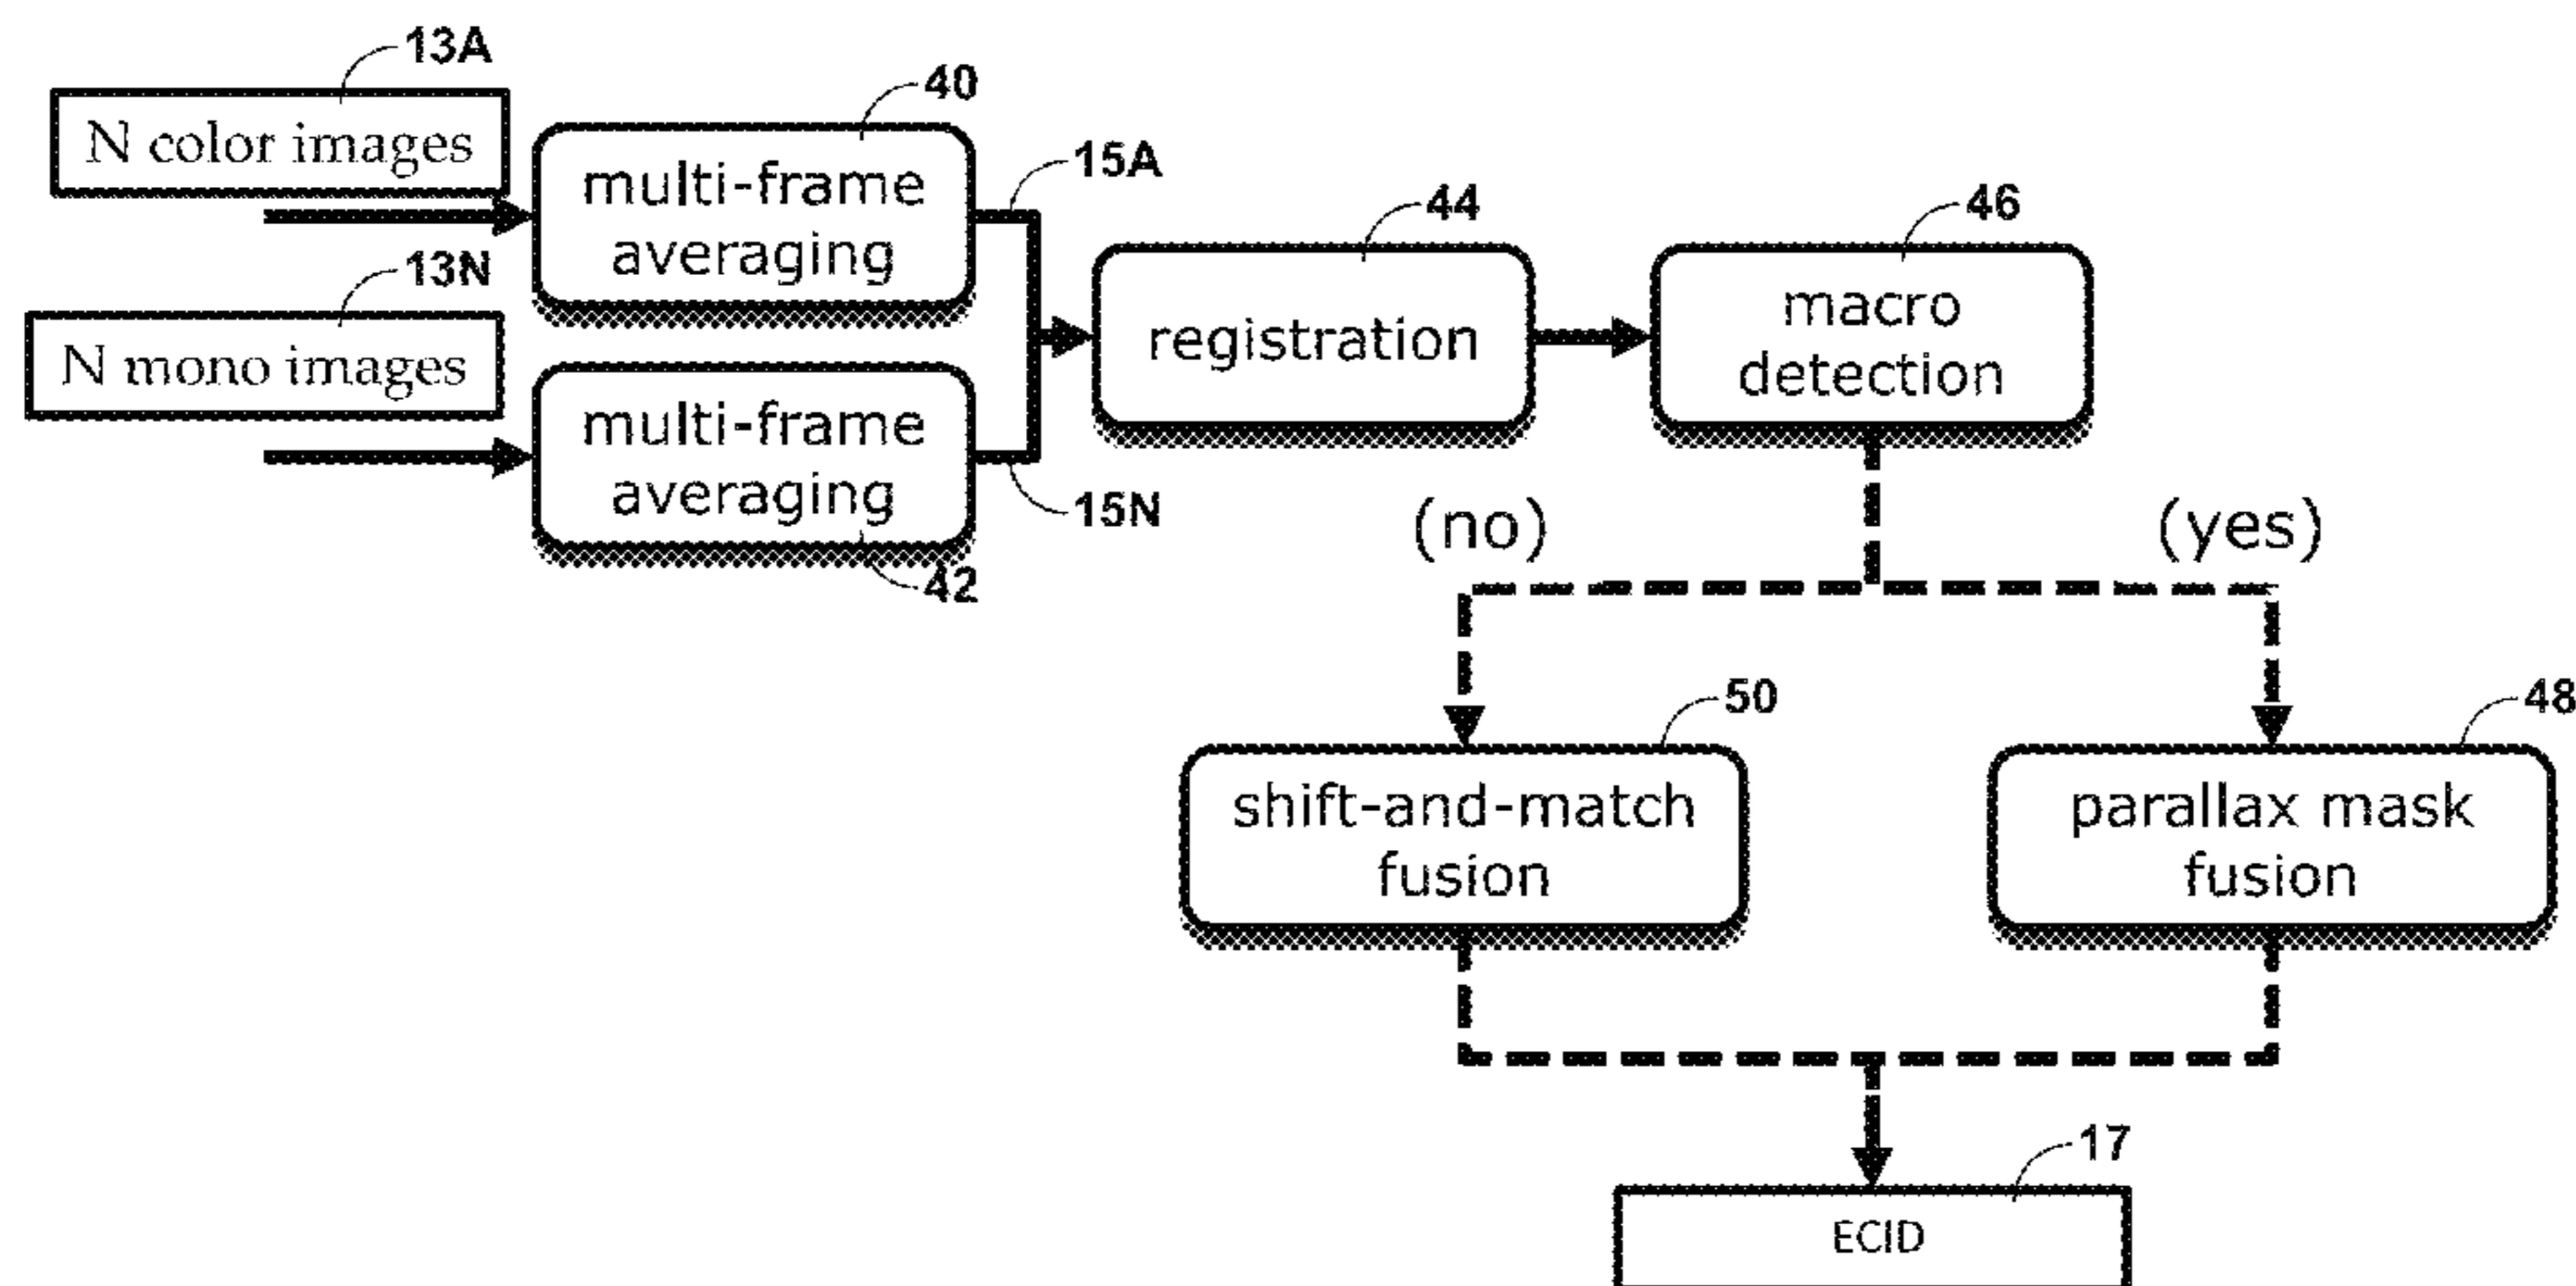 13A
N color images
40
multi-frame
averaging
15A
13N
N mono images
multi-frame
averaging
42
15N
44
registration
46
macro
detection
(no)
(yes)
50
shift-and-match
fusion
48
parallax mask
fusion
17
ECID